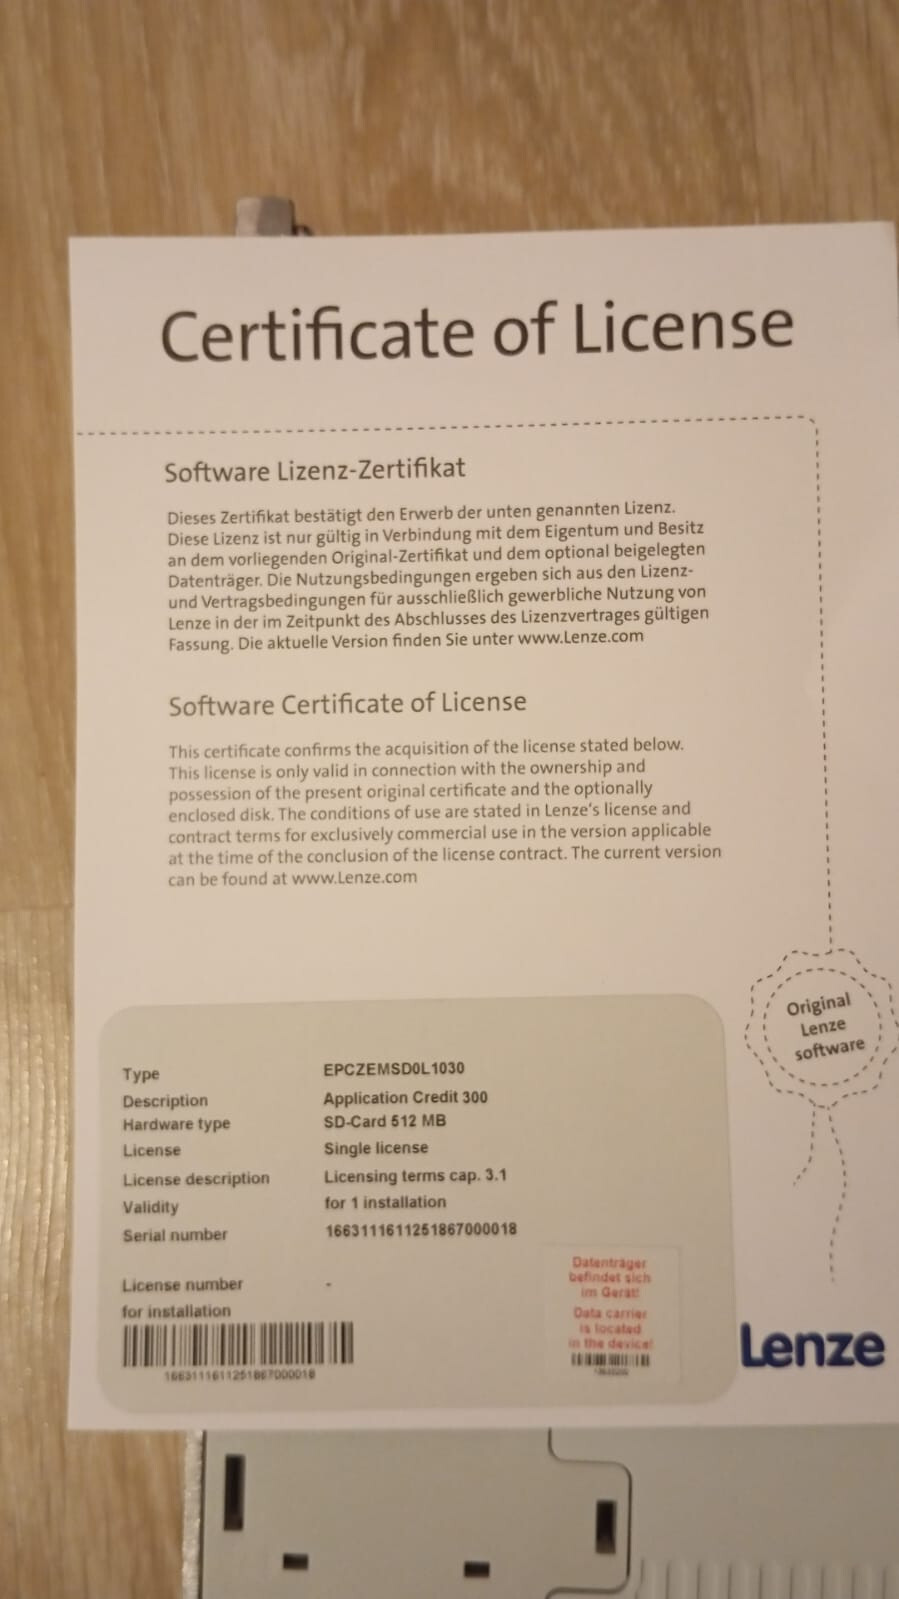 Certificate of License
Software Lizenz-Zertifikat
Dieses Zertifikat bestätigt den Erwerb der unten genannten Lizenz.
Diese Lizenz ist nur gültig in Verbindung mit dem Eigentum und Besitz
an dem vorliegenden Original-Zertifikat und dem optional beigelegten
Datenträger. Die Nutzungsbedingungen ergeben sich aus den Lizenz-
und Vertragsbedingungen für ausschließlich gewerbliche Nutzung von
Lenze in der im Zeitpunkt des Abschlusses des Lizenzvertrages gültigen
Fassung. Die aktuelle Version finden Sie unter www.Lenze.com
Software Certificate of License
This certificate confirms the acquisition of the license stated below.
This license is only valid in connection with the ownership and
possession of the present original certificate and the optionally
enclosed disk. The conditions of use are stated in Lenze's license and
contract terms for exclusively commercial use in the version applicable
at the time of the conclusion of the license contract. The current version
can be found at www.Lenze.com
Original
Lenze
software
Type EPCZEMSD0L1030
Description Application Credit 300
Hardware type SD-Card 512 MB
License Single license
License description Licensing terms cap. 3.1
Validity for 1 installation
Serial number 1663111611251867000018
License number -
for installation
1663111611251867000018
Datenträger
befindet sich
im Gerät!
Data carrier
is located
in the device!
Lenze